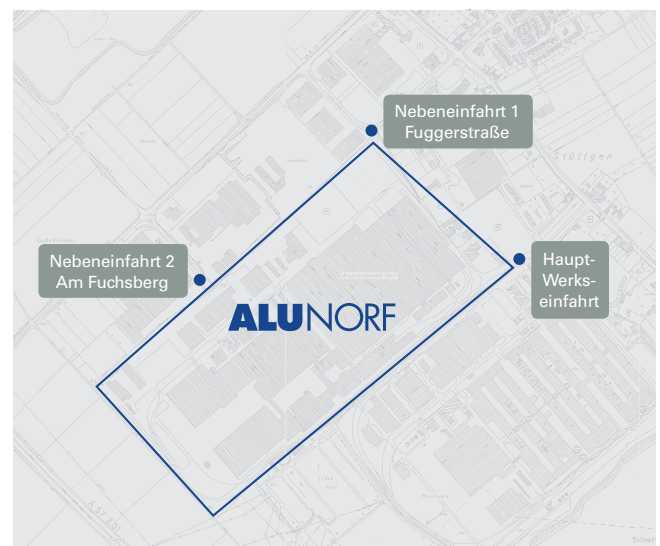 Nebeneinfahrt 1
Fuggerstraße
Stüttgen
Nebeneinfahrt 2
Am Fuchsberg
Haupt-
Werks-
einfahrt
ALUNORF